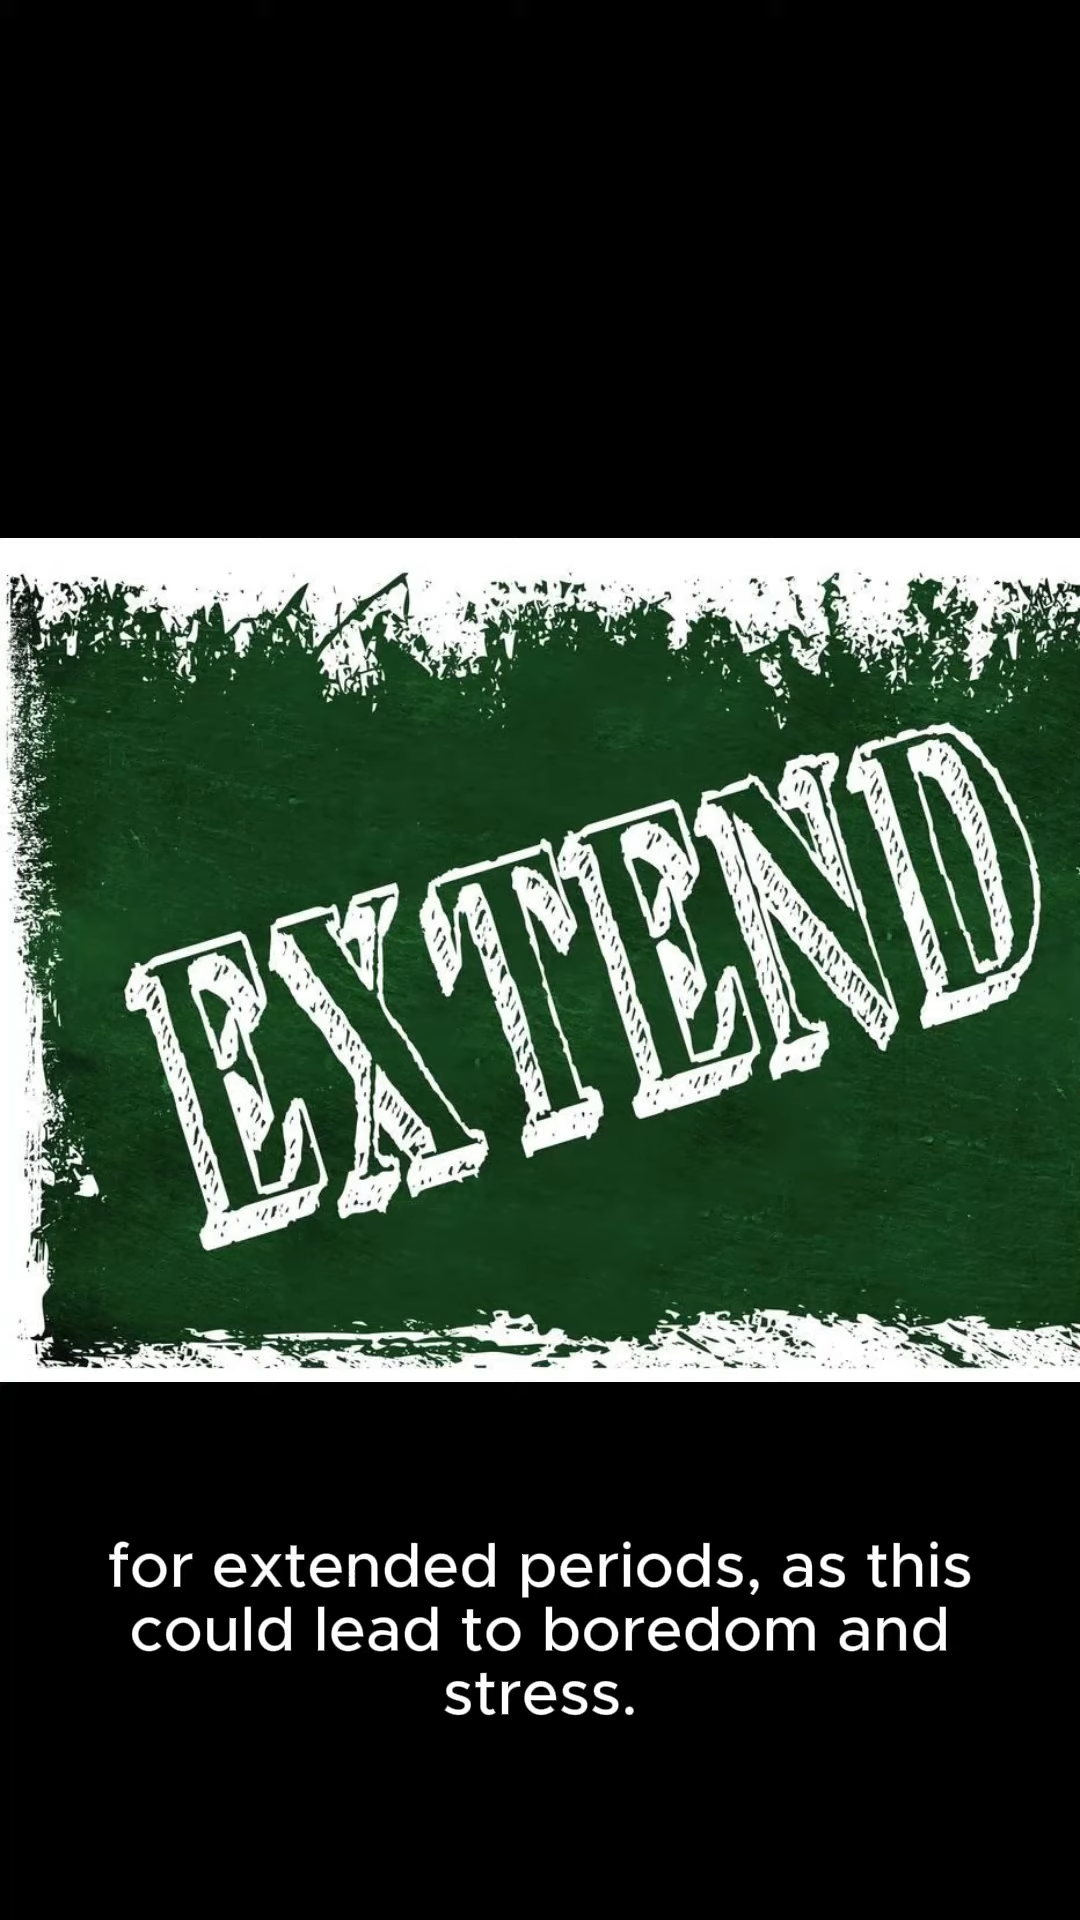 EXTEND
for extended periods, as this
could lead to boredom and
stress.